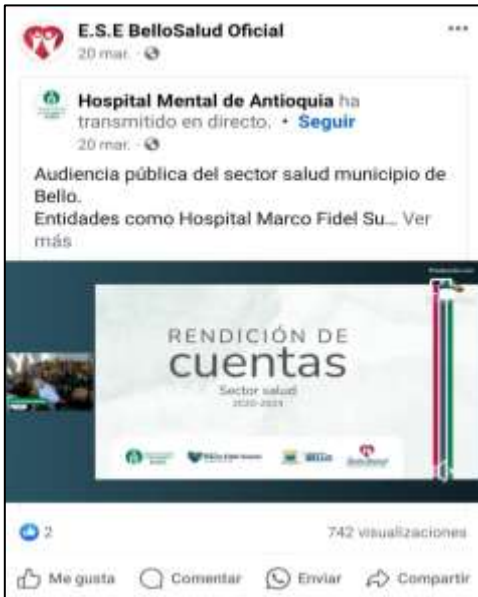 E.S.E BelloSalud Oficial
20 mar.
Hospital Mental de Antioquia ha
transmitido en directo. • Seguir
20 mar.
Audiencia pública del sector salud municipio de
Bello.
Entidades como Hospital Marco Fidel Su... Ver
más
RENDICIÓN DE
cuentas
Sector salud
2
742 visualizaciones
Me gusta
Comentar
Enviar
Compartir